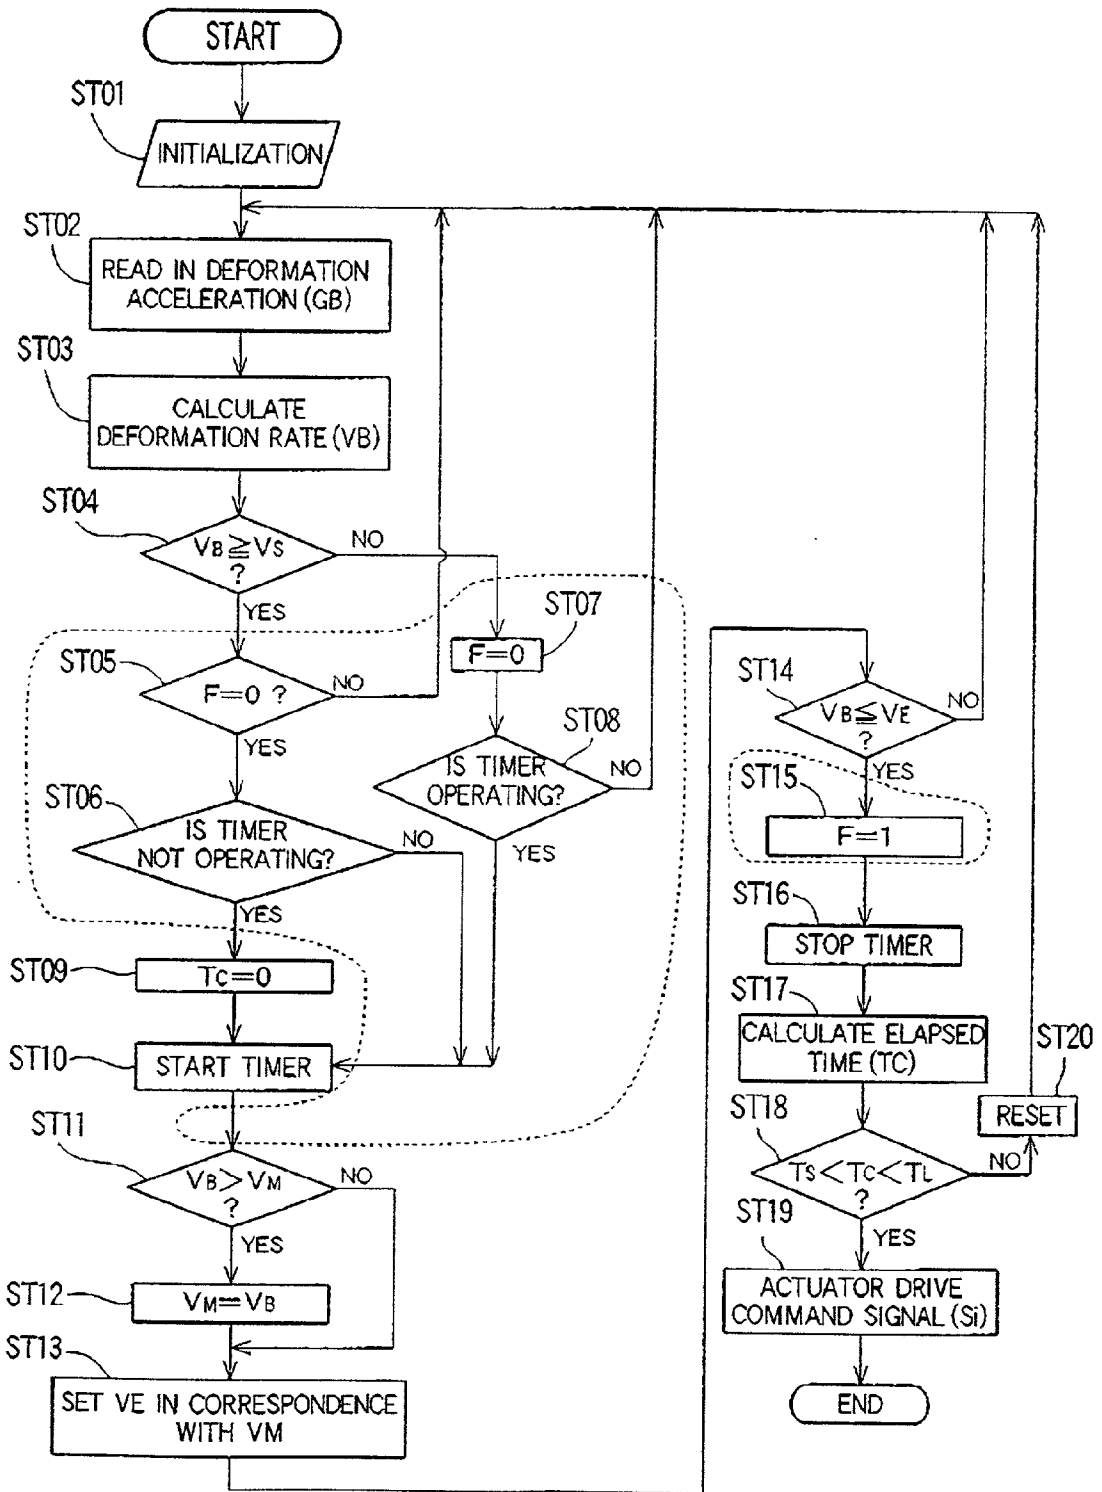 START
ST01
INITIALIZATION
ST02
READ IN DEFORMATION
ACCELERATION (GB)
ST03
CALCULATE
DEFORMATION RATE (VB)
ST04
VB ≧ VS
?
NO
YES
ST05
F=0 ?
NO
YES
ST07
F=0
ST08
IS TIMER
OPERATING?
NO
YES
ST06
IS TIMER
NOT OPERATING?
NO
YES
ST09
TC=0
ST10
START TIMER
ST11
VB > VM
?
NO
YES
ST12
VM=VB
ST13
SET VE IN CORRESPONDENCE
WITH VM
ST14
VB ≦ VE
?
NO
YES
ST15
F=1
ST16
STOP TIMER
ST17
CALCULATE ELAPSED
TIME (TC)
ST18
TS < TC < TL
?
NO
YES
ST20
RESET
ST19
ACTUATOR DRIVE
COMMAND SIGNAL (Si)
END